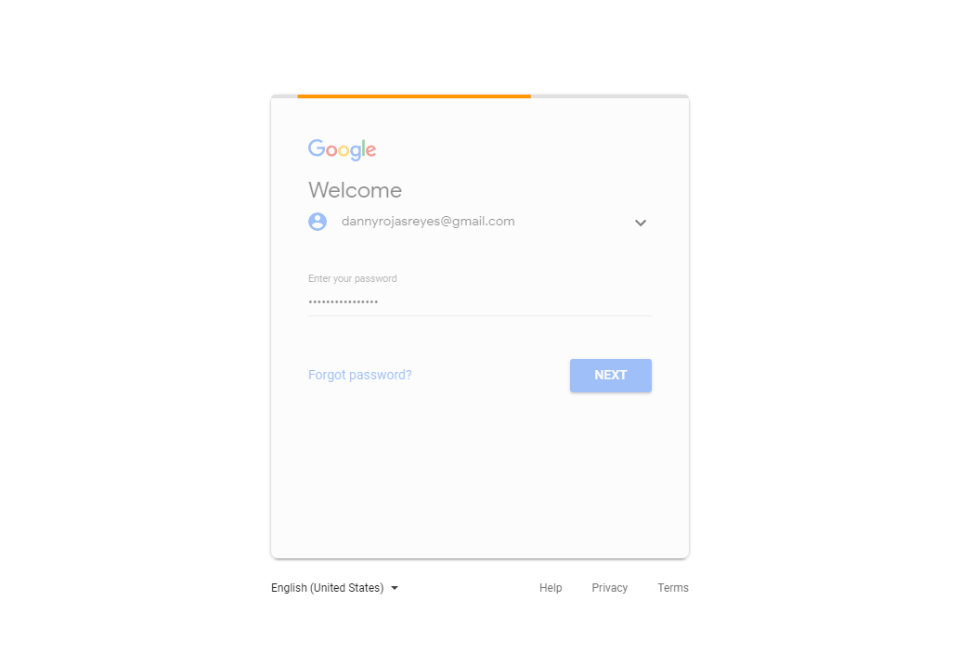 Google
Welcome
dannyrojasreyes@gmail.com
Enter your password
••••••••••••••••
Forgot password? NEXT
English (United States) Help Privacy Terms